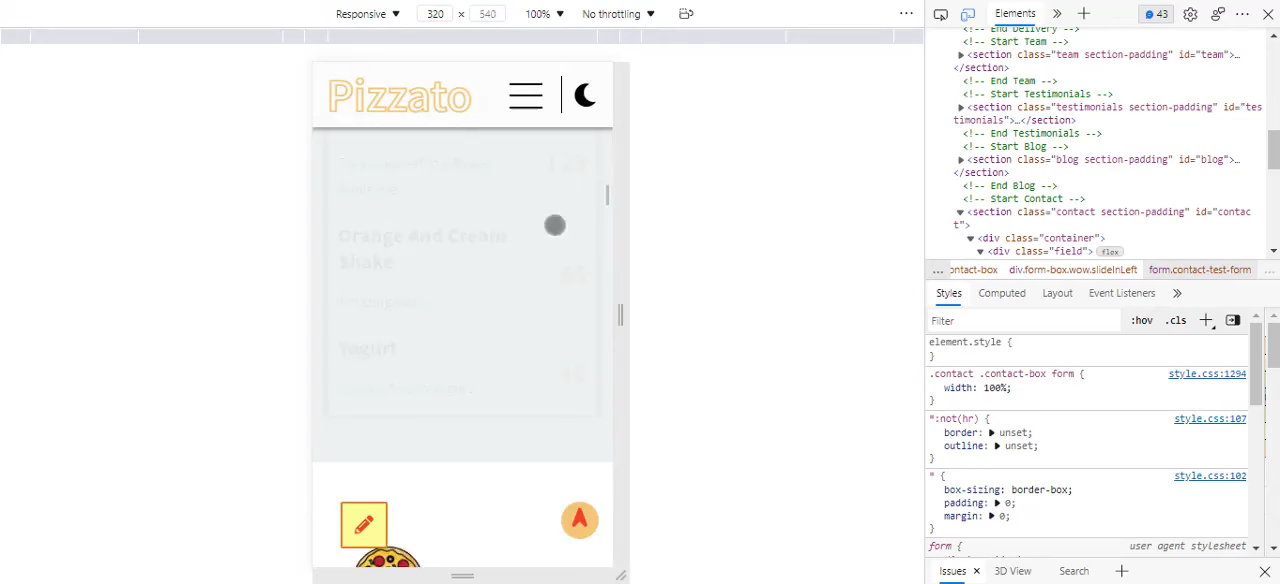 Responsive ▼ 320 × 540 100% ▼ No throttling ▼
Pizzato
Orange And Cream
Shake
Yogurt
Elements
43
<!-- End Delivery -->
<!-- Start Team -->
<section class="team section-padding" id="team">…
</section>
<!-- End Team -->
<!-- Start Testimonials -->
<section class="testimonials section-padding" id="tes
timonials">…</section>
<!-- End Testimonials -->
<!-- Start Blog -->
<section class="blog section-padding" id="blog">…
</section>
<!-- End Blog -->
<!-- Start Contact -->
<section class="contact section-padding" id="contac
t">
<div class="container">
<div class="field"> flex
… ontact-box div.form-box.wow.slideInLeft form.contact-test-form …
Styles Computed Layout Event Listeners
Filter :hov .cls
element.style {
}
.contact .contact-box form { style.css:1294
width: 100%;
}
*:not(hr) { style.css:107
border: ▶ unset;
outline: ▶ unset;
}
* { style.css:102
box-sizing: border-box;
padding: ▶ 0;
margin: ▶ 0;
}
form { user agent stylesheet
Issues 3D View Search